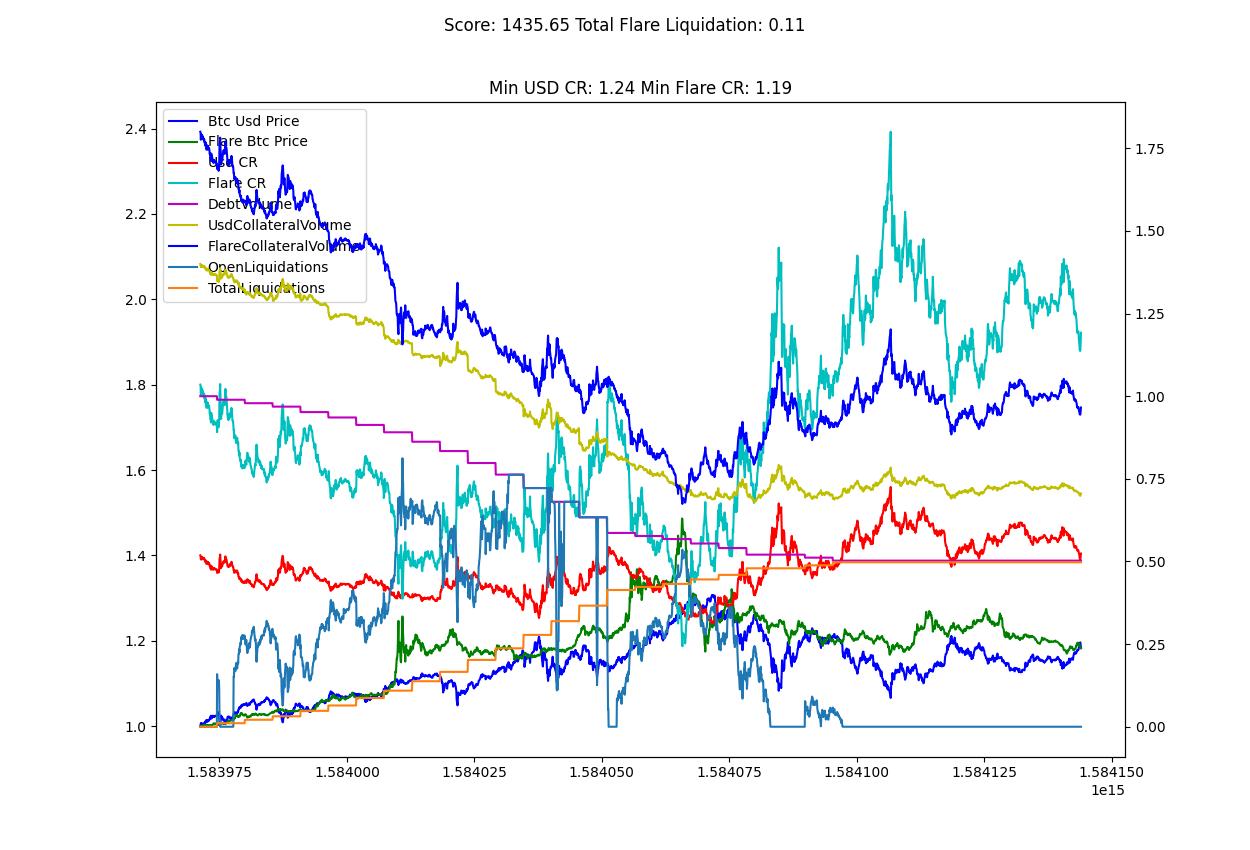 Score: 1435.65 Total Flare Liquidation: 0.11
Min USD CR: 1.24 Min Flare CR: 1.19
Btc Usd Price
Flare Btc Price
Usd CR
Flare CR
DebtVolume
UsdCollateralVolume
FlareCollateralVolume
OpenLiquidations
TotalLiquidations
2.4
2.2
2.0
1.8
1.6
1.4
1.2
1.0
1.75
1.50
1.25
1.00
0.75
0.50
0.25
0.00
1.583975 1.584000 1.584025 1.584050 1.584075 1.584100 1.584125 1.584150
1e15